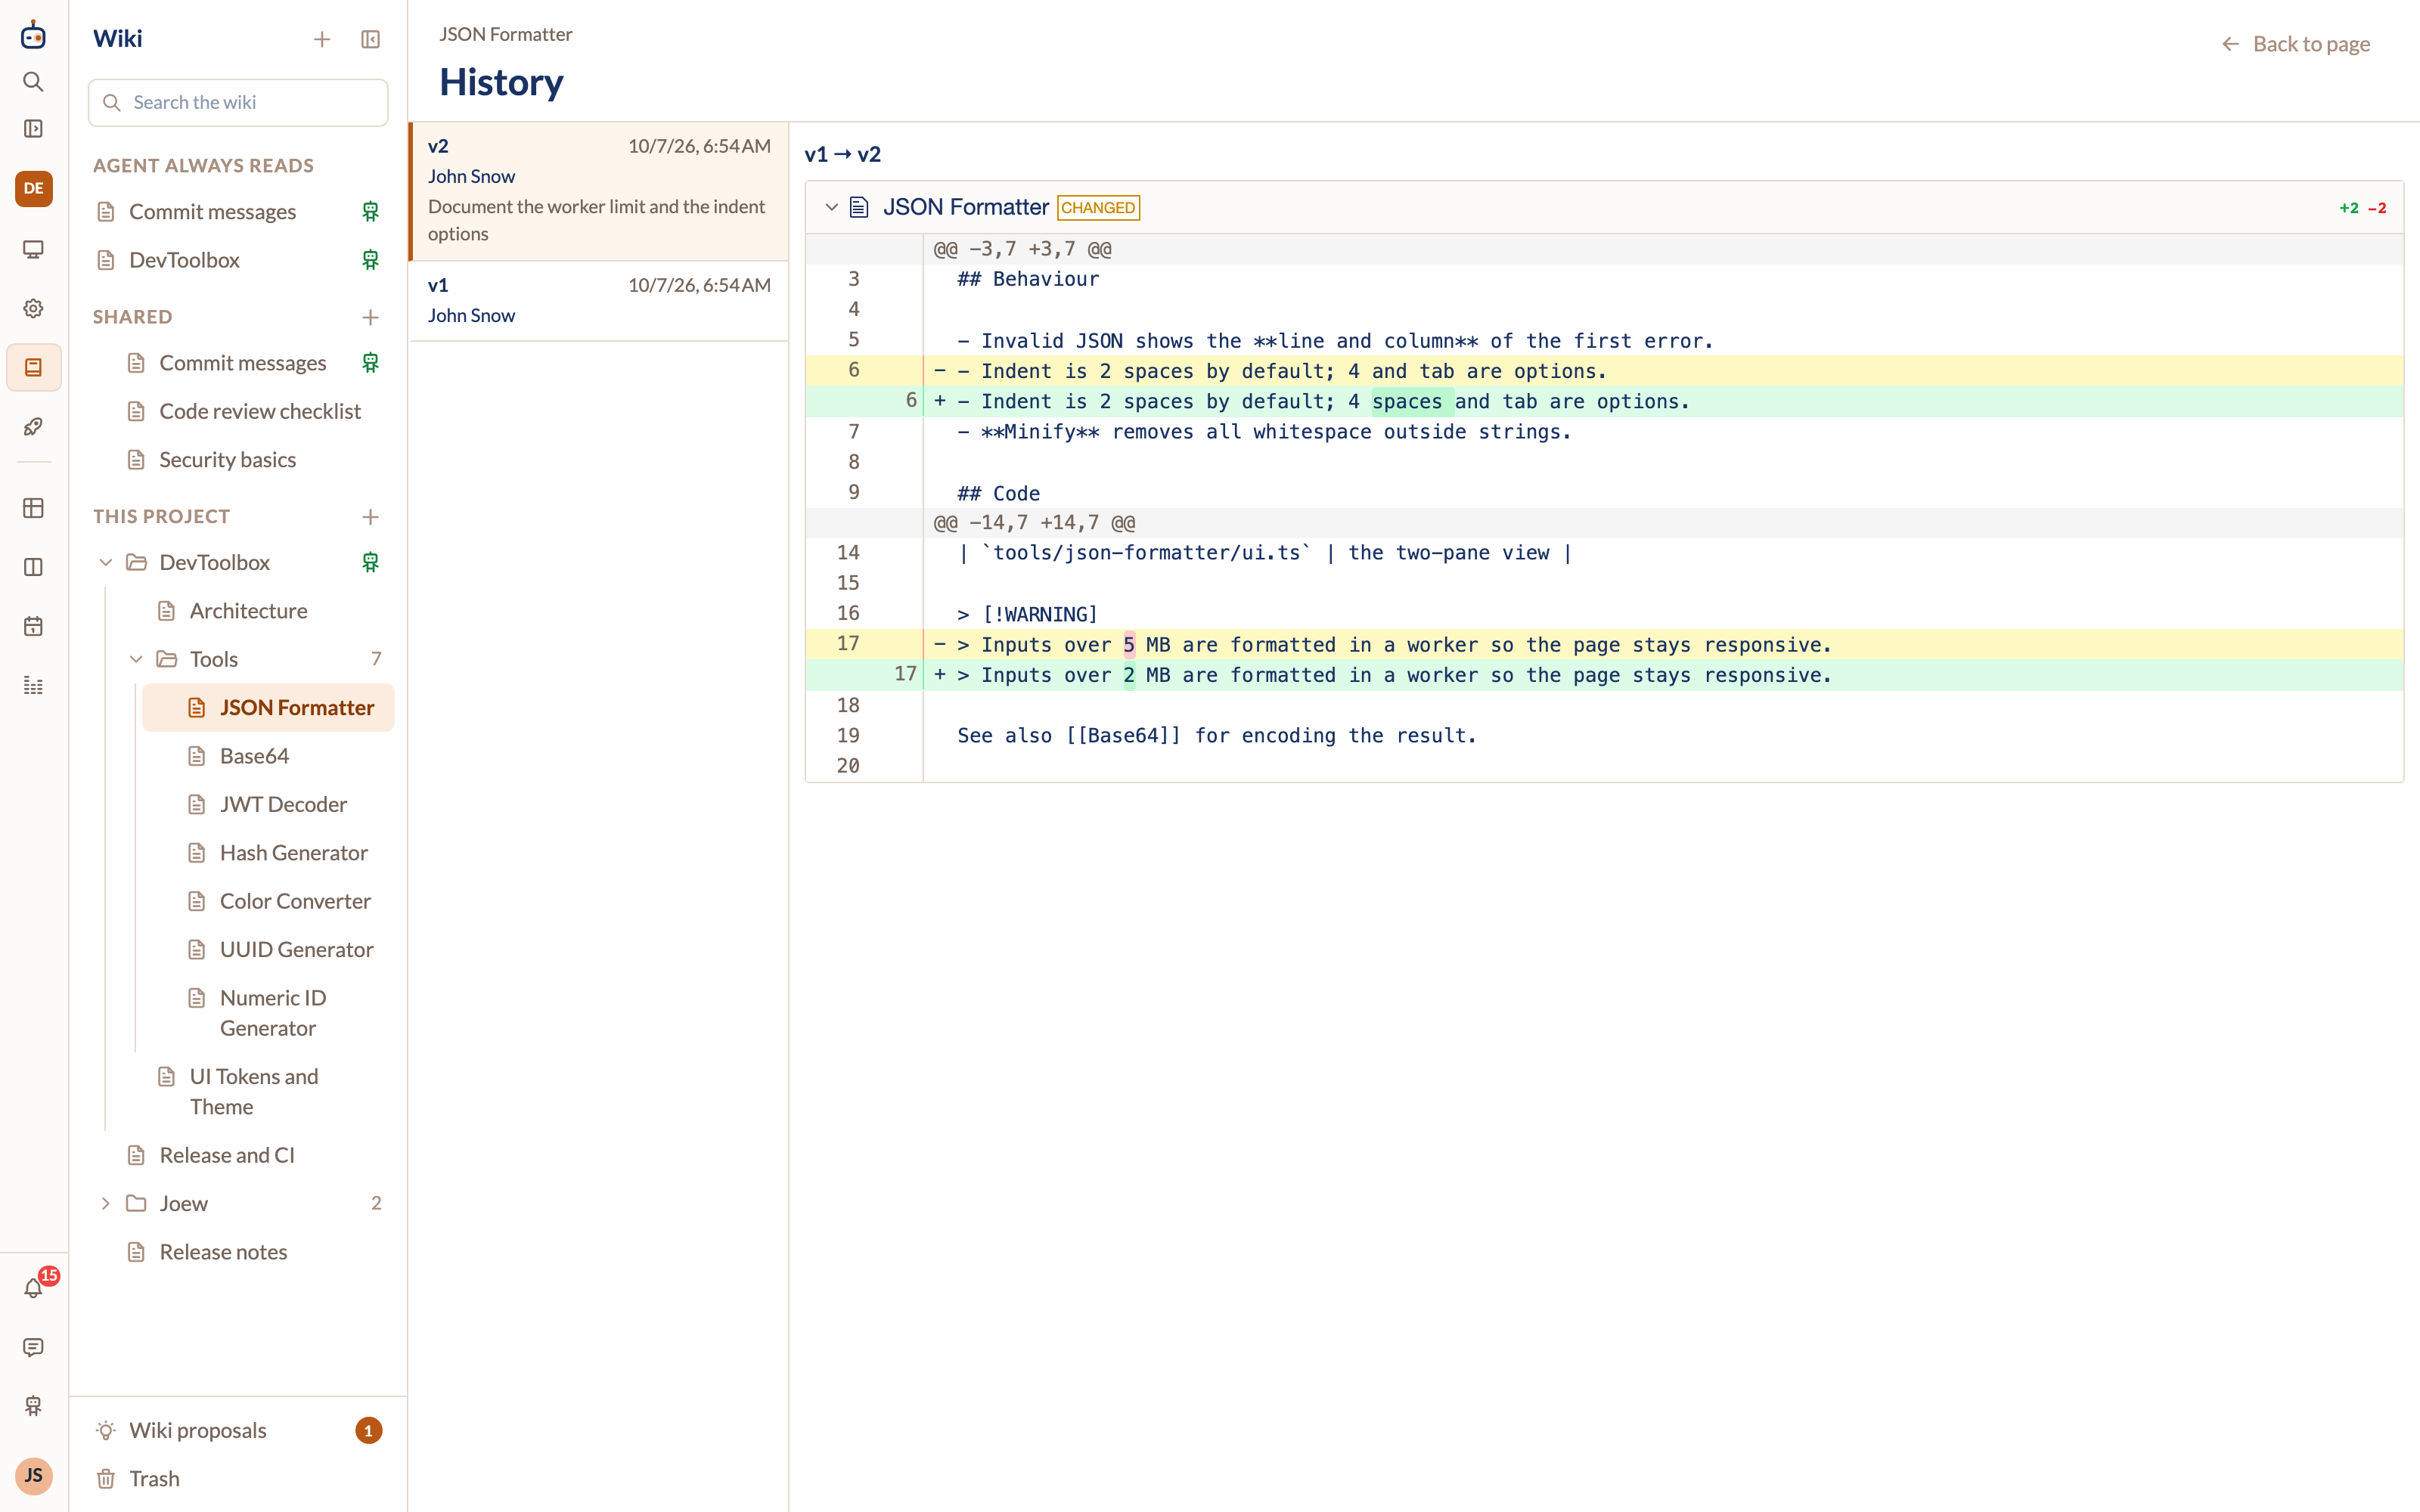 Wiki
Search the wiki
AGENT ALWAYS READS
DE
Commit messages
DevToolbox
SHARED
Commit messages
Code review checklist
Security basics
THIS PROJECT
DevToolbox
Architecture
Tools 7
JSON Formatter
Base64
JWT Decoder
Hash Generator
Color Converter
UUID Generator
Numeric ID
Generator
UI Tokens and
Theme
Release and CI
Joew 2
Release notes
15
Wiki proposals 1
Trash
JS
JSON Formatter
History
Back to page
v2 10/7/26, 6:54 AM
John Snow
Document the worker limit and the indent
options
v1 10/7/26, 6:54 AM
John Snow
v1 → v2
JSON Formatter CHANGED +2 -2
@@ -3,7 +3,7 @@
3 ## Behaviour
4
5 - Invalid JSON shows the **line and column** of the first error.
6 - - Indent is 2 spaces by default; 4 and tab are options.
6 + - Indent is 2 spaces by default; 4 spaces and tab are options.
7 - **Minify** removes all whitespace outside strings.
8
9 ## Code
@@ -14,7 +14,7 @@
14 | `tools/json-formatter/ui.ts` | the two-pane view |
15
16 > [!WARNING]
17 - > Inputs over 5 MB are formatted in a worker so the page stays responsive.
17 + > Inputs over 2 MB are formatted in a worker so the page stays responsive.
18
19 See also [[Base64]] for encoding the result.
20